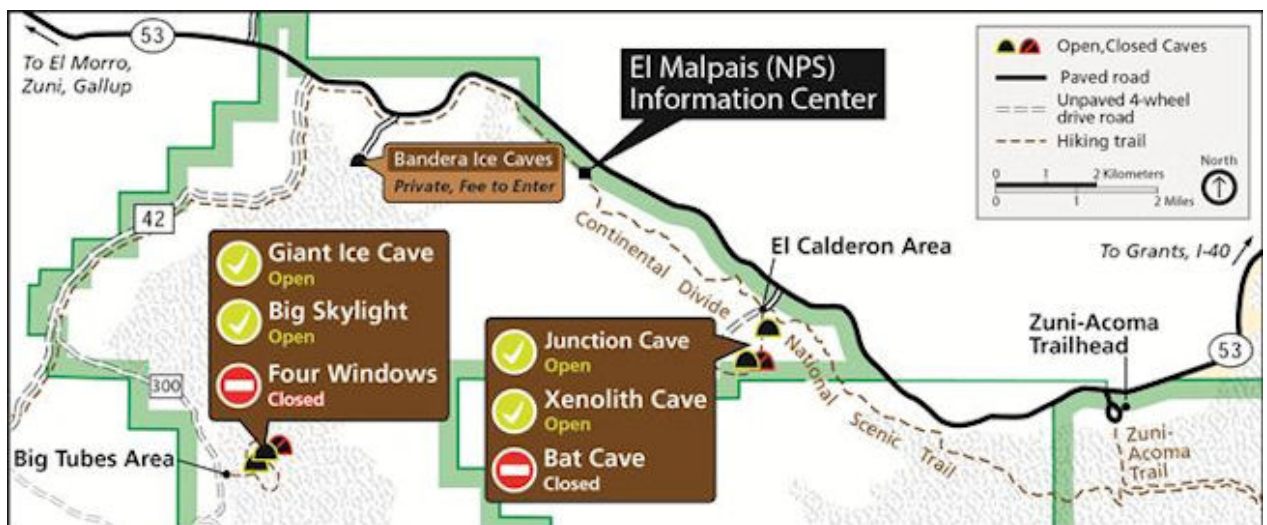 53
To El Morro,
Zuni, Gallup
El Malpais (NPS)
Information Center
Open,Closed Caves
Paved road
Unpaved 4-wheel
drive road
Hiking trail
North
0 1 2 Kilometers
0 1 2 Miles
Bandera Ice Caves
Private, Fee to Enter
42
Continental Divide National Scenic Trail
El Calderon Area
To Grants, I-40
Giant Ice Cave
Open
Big Skylight
Open
Four Windows
Closed
Junction Cave
Open
Xenolith Cave
Open
Bat Cave
Closed
Zuni-Acoma
Trailhead
53
300
Big Tubes Area
Zuni-
Acoma
Trail